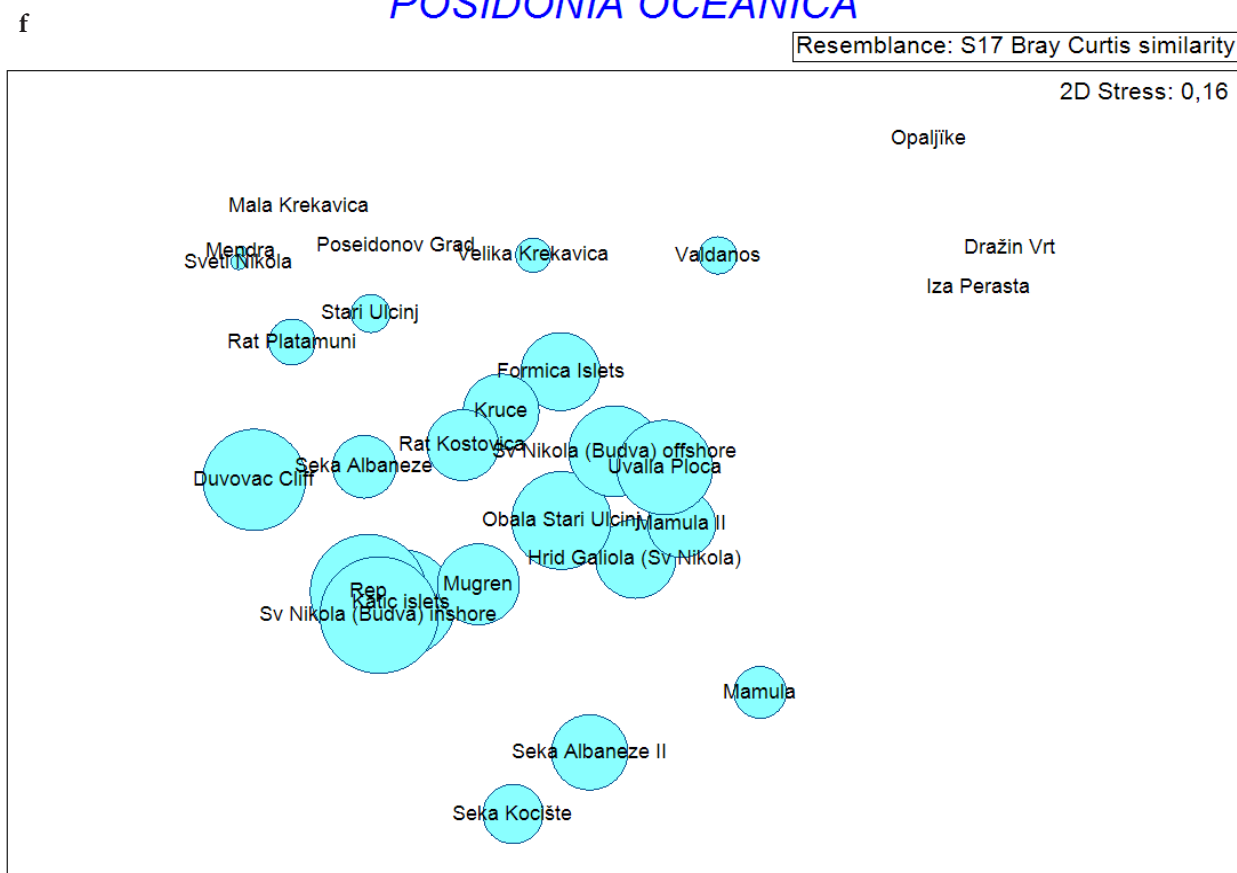 POSIDONIA OCEANICA
f
Resemblance: S17 Bray Curtis similarity
2D Stress: 0,16
Opaljïke
Mala Krekavica
Mendra
Poseidonov Grad
Velika Krekavica
Valdanos
Dražin Vrt
Sveti Nikola
Iza Perasta
Stari Ulcinj
Rat Platamuni
Formica Islets
Kruce
Rat Kostovica
Sv Nikola (Budva) offshore
Seka Albaneze
Uvalla Ploca
Duvovac Cliff
Obala Stari Ulcinj
Mamula II
Hrid Galiola (Sv Nikola)
Mugren
Rep
Katic islets
Sv Nikola (Budva) inshore
Mamula
Seka Albaneze II
Seka Kocište